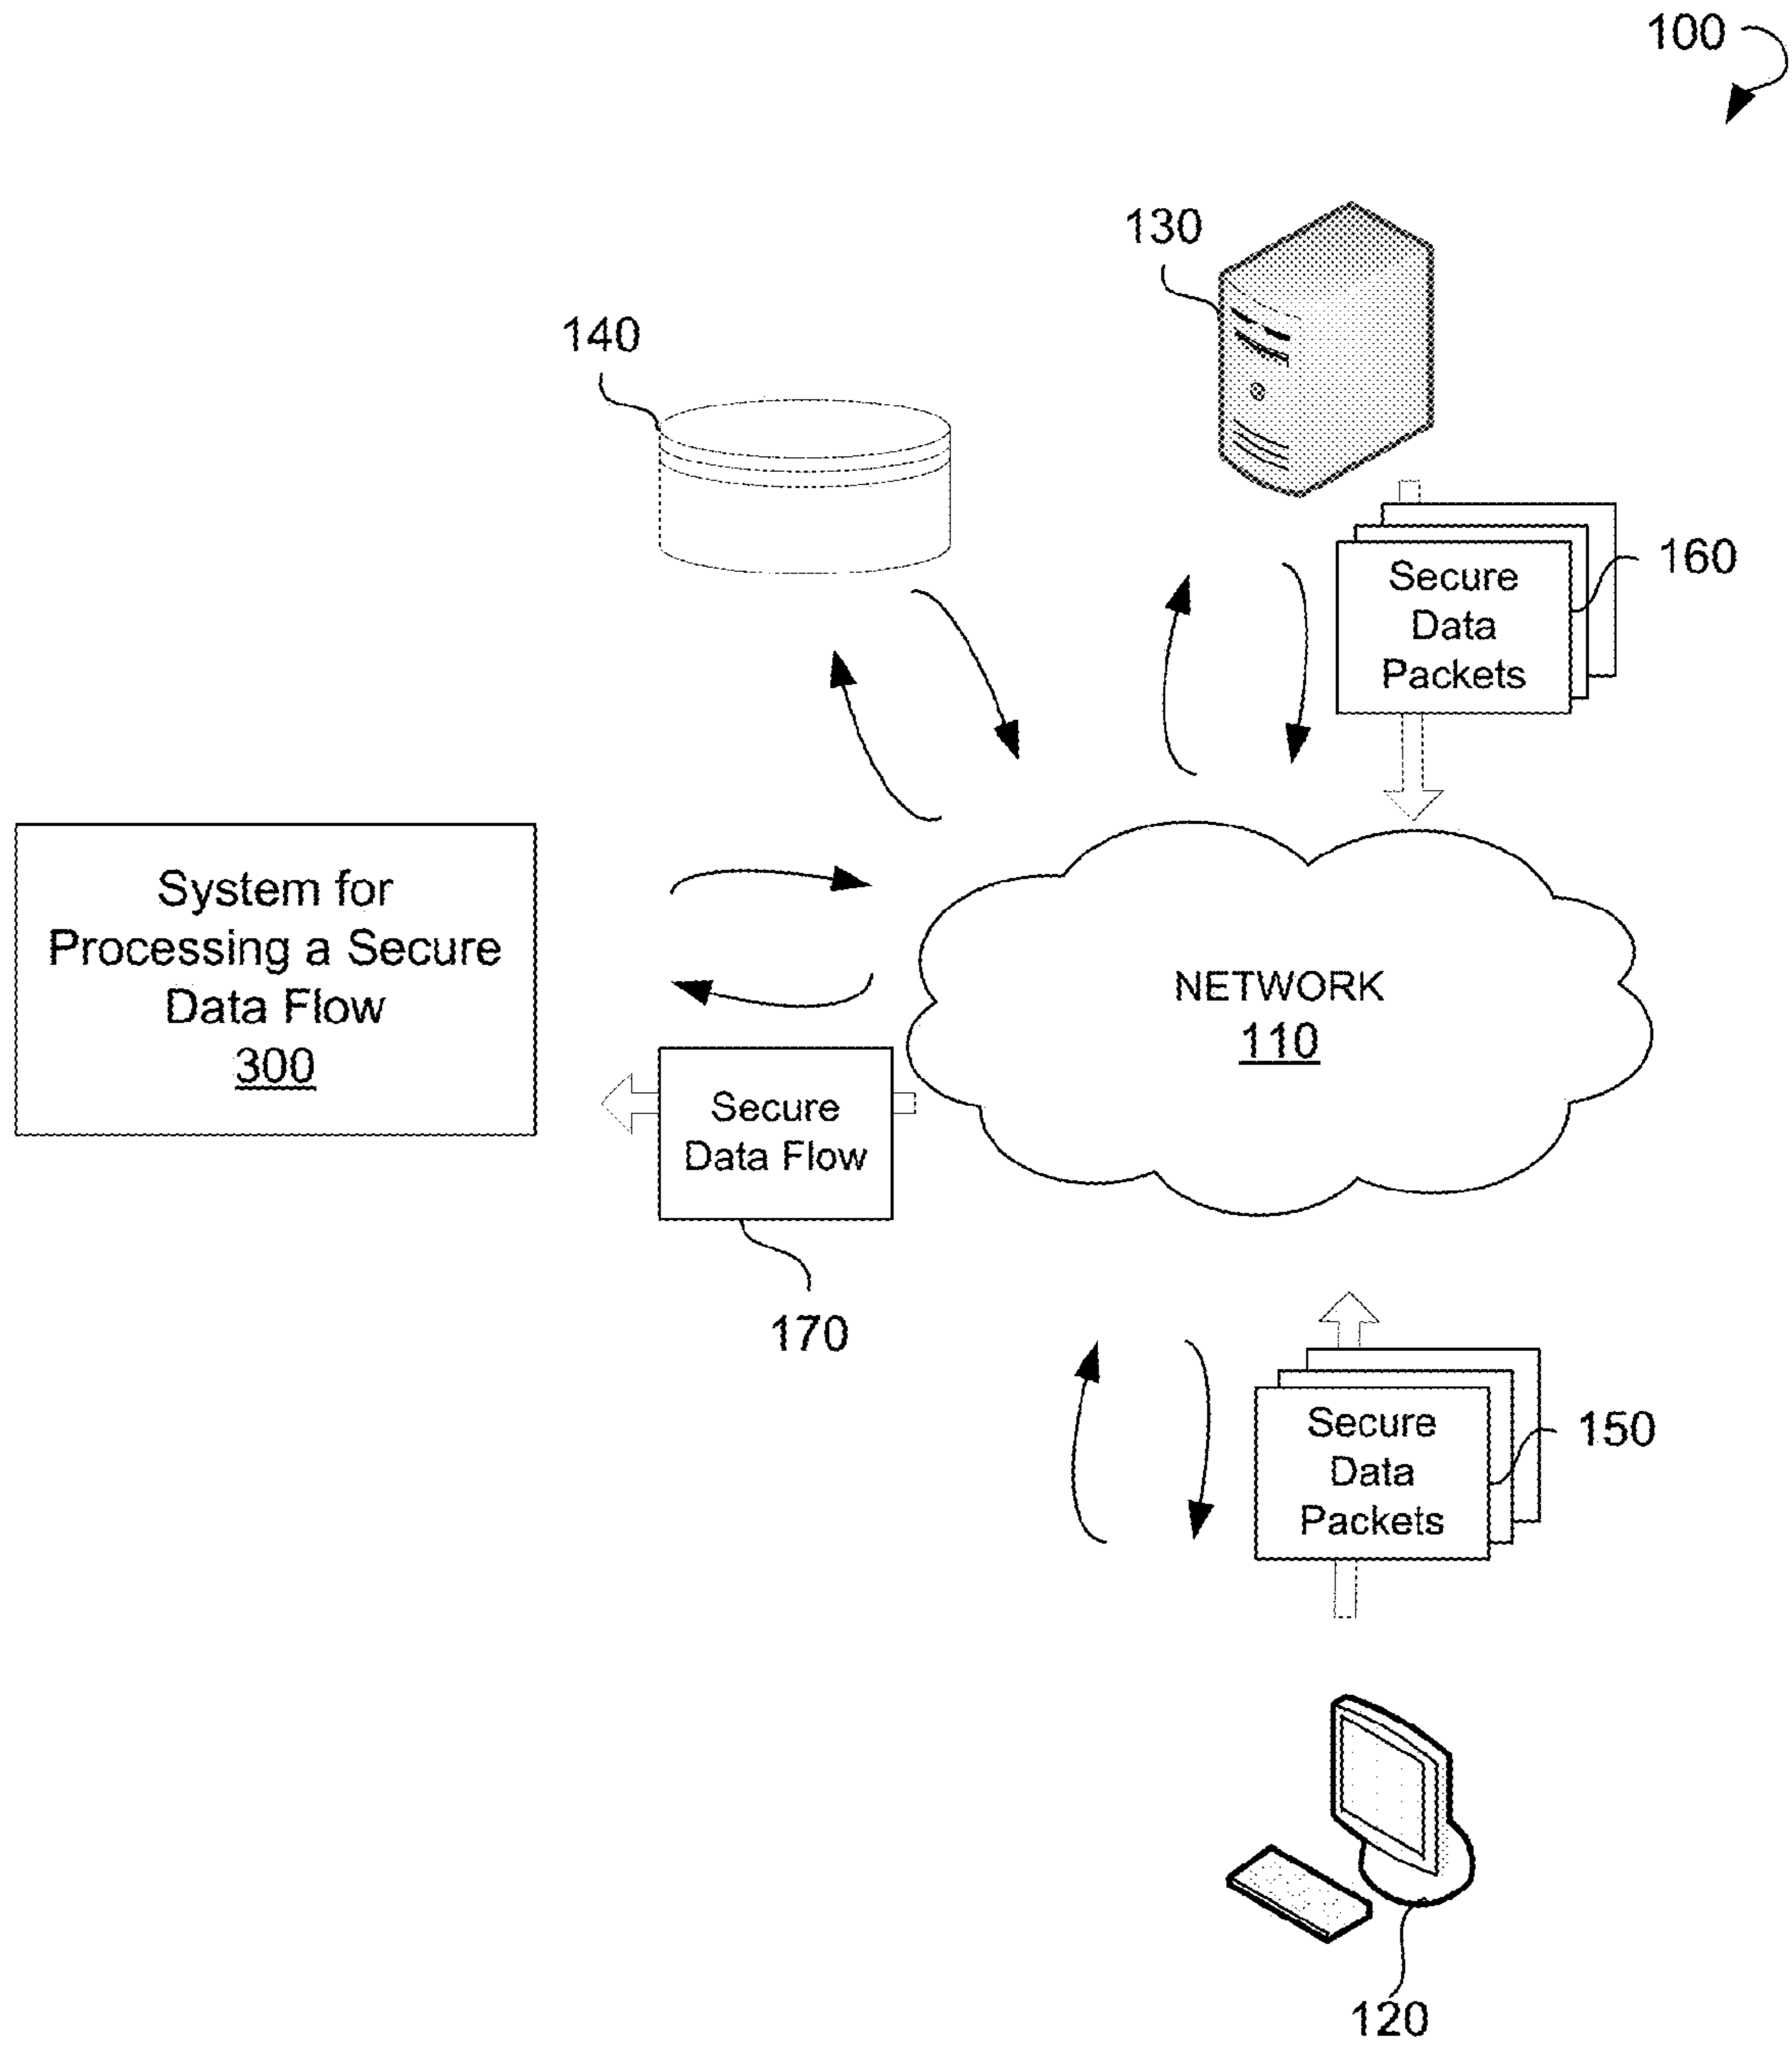 100
130
140
160
Secure
Data
Packets
System for
Processing a Secure
Data Flow
300
NETWORK
110
Secure
Data Flow
170
150
Secure
Data
Packets
120